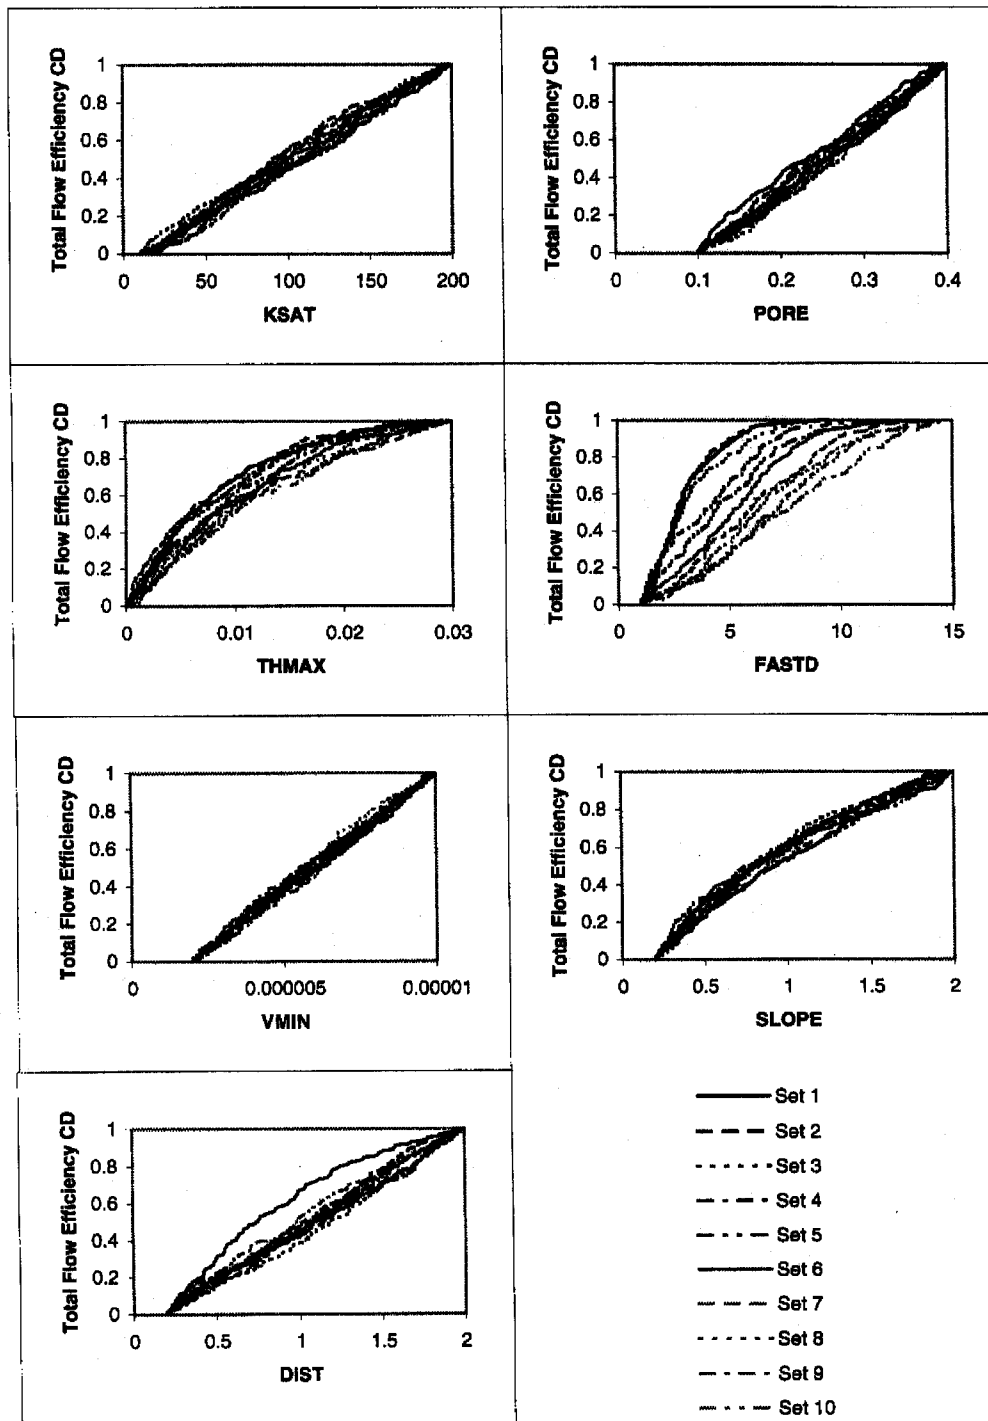 Total Flow Efficiency CD
1
0.8
0.6
0.4
0.2
0
0 50 100 150 200
KSAT
Total Flow Efficiency CD
1
0.8
0.6
0.4
0.2
0
0 0.1 0.2 0.3 0.4
PORE
Total Flow Efficiency CD
1
0.8
0.6
0.4
0.2
0
0 0.01 0.02 0.03
THMAX
Total Flow Efficiency CD
1
0.8
0.6
0.4
0.2
0
0 5 10 15
FASTD
Total Flow Efficiency CD
1
0.8
0.6
0.4
0.2
0
0 0.000005 0.00001
VMIN
Total Flow Efficiency CD
1
0.8
0.6
0.4
0.2
0
0 0.5 1 1.5 2
SLOPE
Total Flow Efficiency CD
1
0.8
0.6
0.4
0.2
0
0 0.5 1 1.5 2
DIST
Set 1
Set 2
Set 3
Set 4
Set 5
Set 6
Set 7
Set 8
Set 9
Set 10